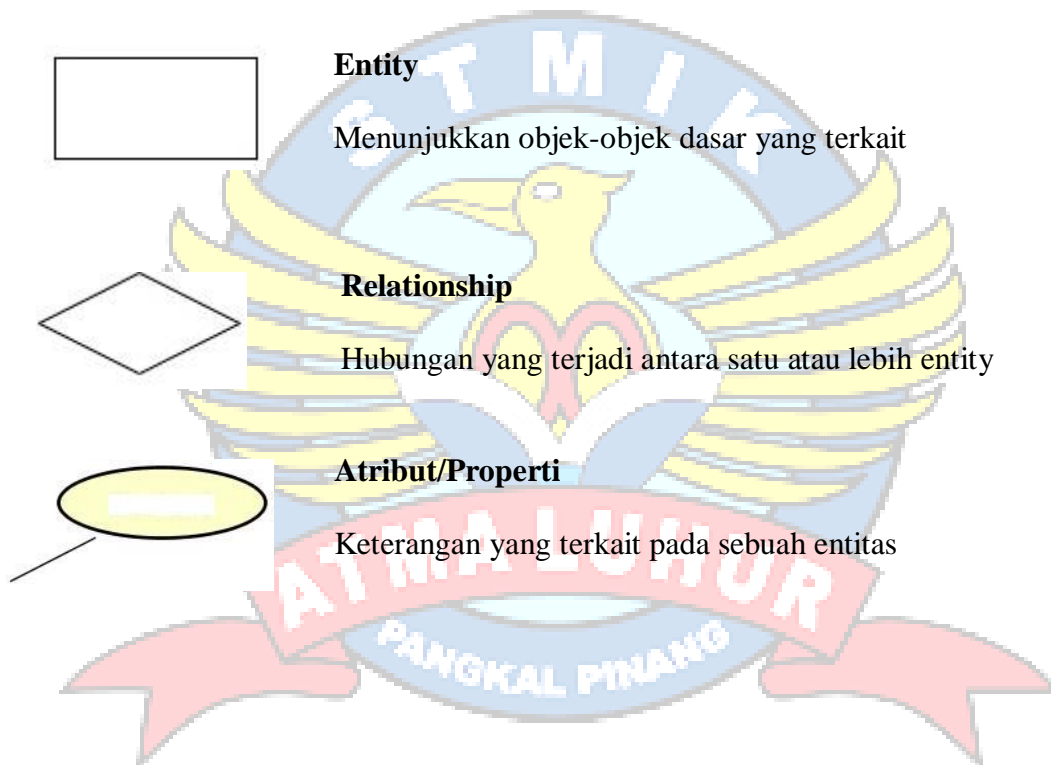 Entity
Menunjukkan objek-objek dasar yang terkait
Relationship
Hubungan yang terjadi antara satu atau lebih entity
Atribut/Properti
Keterangan yang terkait pada sebuah entitas
STMIK
ATMA LUHUR
PANGKAL PINANG